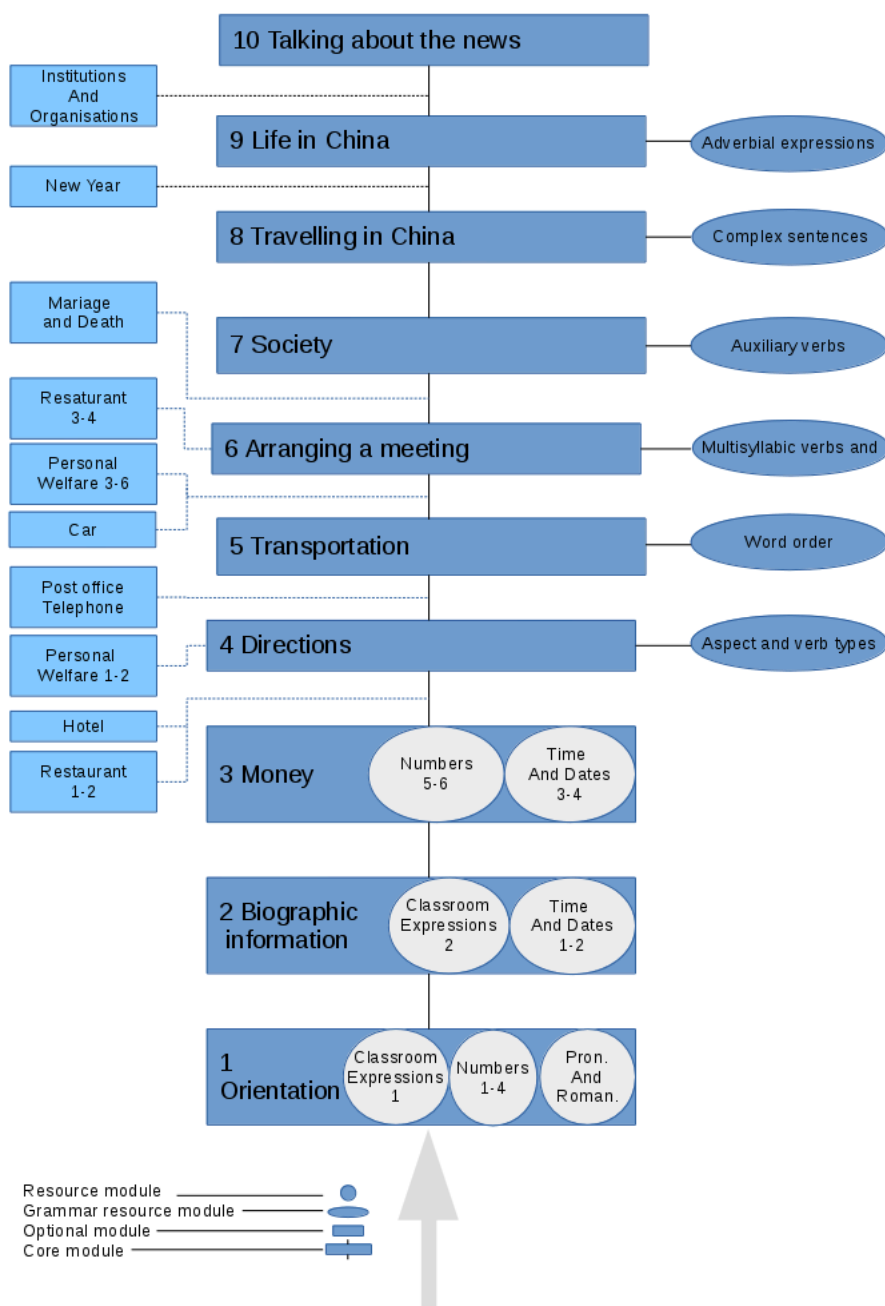 10 Talking about the news
Institutions
And
Organisations
9 Life in China
Adverbial expressions
New Year
8 Travelling in China
Complex sentences
Mariage
and Death
7 Society
Auxiliary verbs
Resaturant
3-4
6 Arranging a meeting
Multisyllabic verbs and
Personal
Welfare 3-6
Car
5 Transportation
Word order
Post office
Telephone
4 Directions
Aspect and verb types
Personal
Welfare 1-2
Hotel
Restaurant
1-2
3 Money
Numbers
5-6
Time
And Dates
3-4
2 Biographic
information
Classroom
Expressions
2
Time
And Dates
1-2
1
Orientation
Classroom
Expressions
1
Numbers
1-4
Pron.
And
Roman.
Resource module
Grammar resource module
Optional module
Core module